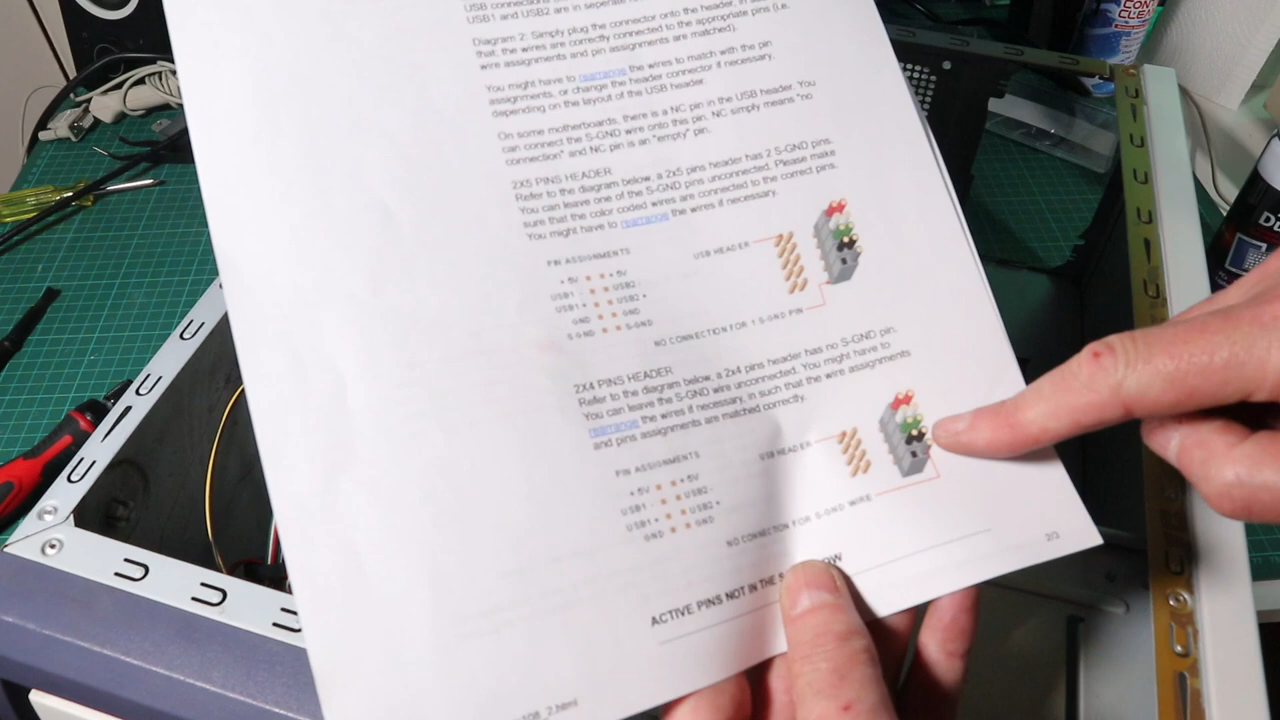 USB connections
USB1 and USB2 are in seperate
Diagram 2: Simply plug the connector onto the header, in
that, the wires are correctly connected to the appropriate pins (i.e.
wire assignments and pin assignments are matched).
You might have to rearrange the wires to match with the pin
assignments, or change the header connector if necessary,
depending on the layout of the USB header.
On some motherboards, there is a NC pin in the USB header. You
can connect the S-GND wire onto this pin. NC simply means "no
connection" and NC pin is an "empty" pin.
2X5 PINS HEADER
Refer to the diagram below, a 2x5 pins header has 2 S-GND pins.
You can leave one of the S-GND pins unconnected. Please make
sure that the color coded wires are connected to the correct pins.
You might have to rearrange the wires if necessary.
PIN ASSIGNMENTS
+5V +5V
USB1 - USB2 -
USB1 + USB2 +
GND GND
S-GND S-GND
USB HEADER
NO CONNECTION FOR 1 S-GND PIN
2X4 PINS HEADER
Refer to the diagram below, a 2x4 pins header has no S-GND pin.
You can leave the S-GND wire unconnected. You might have to
rearrange the wires if necessary, in such that the wire assignments
and pins assignments are matched correctly.
PIN ASSIGNMENTS
+5V +5V
USB1 - USB2 -
USB1 + USB2 +
GND GND
USB HEADER
NO CONNECTION FOR S-GND WIRE
2/3
ACTIVE PINS NOT IN THE
_2.html
CONT
CLEA